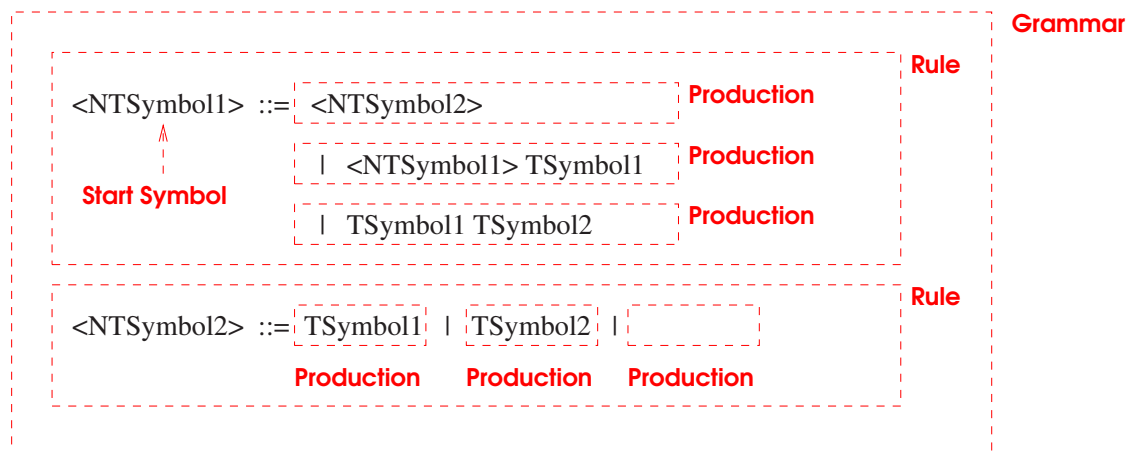 Grammar
Rule
<NTSymbol1> ::= <NTSymbol2> Production
| <NTSymbol1> TSymbol1 Production
Start Symbol
| TSymbol1 TSymbol2 Production
Rule
<NTSymbol2> ::= TSymbol1 | TSymbol2 |
Production Production Production